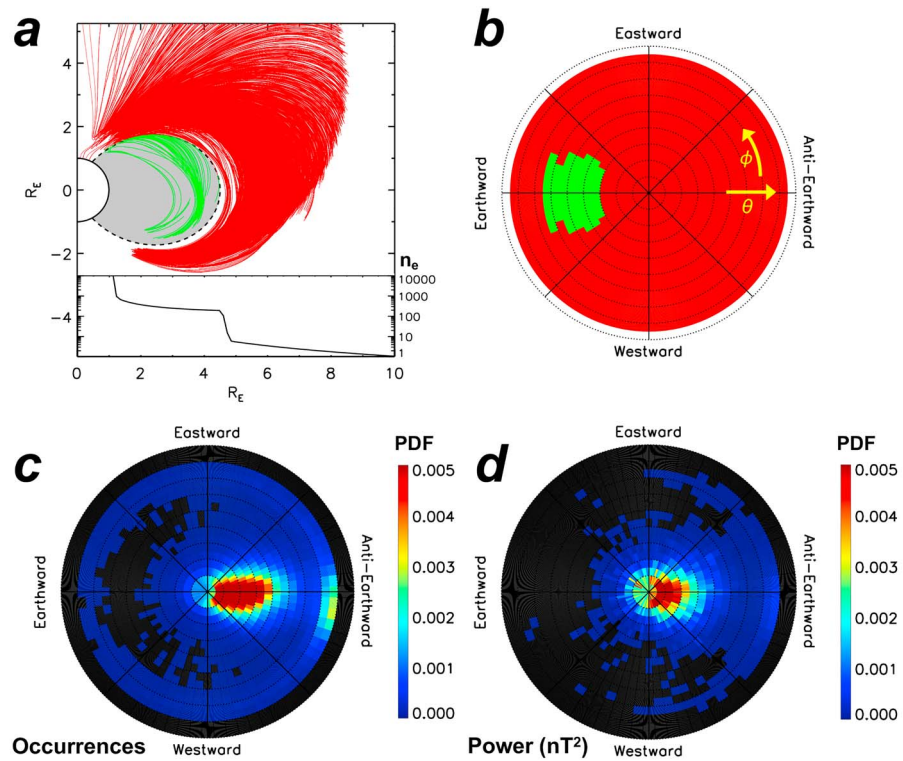 a
R_E
4
2
0
−2
−4
n_e
10000
1000
100
10
1
0 2 4 6 8 10
R_E
b
Eastward
Earthward
Anti−Earthward
Westward
ϕ
θ
c
Eastward
Earthward
Anti−Earthward
Westward
Occurrences
PDF
0.005
0.004
0.003
0.002
0.001
0.000
d
Eastward
Earthward
Anti−Earthward
Westward
Power (nT²)
PDF
0.005
0.004
0.003
0.002
0.001
0.000